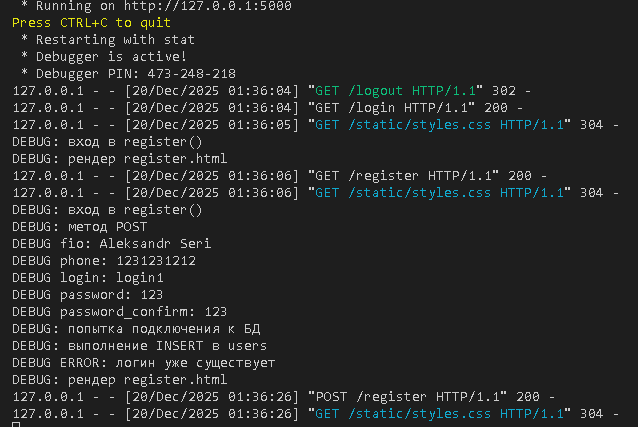 * Running on http://127.0.0.1:5000
Press CTRL+C to quit
* Restarting with stat
* Debugger is active!
* Debugger PIN: 473-248-218
127.0.0.1 - - [20/Dec/2025 01:36:04] "GET /logout HTTP/1.1" 302 -
127.0.0.1 - - [20/Dec/2025 01:36:04] "GET /login HTTP/1.1" 200 -
127.0.0.1 - - [20/Dec/2025 01:36:05] "GET /static/styles.css HTTP/1.1" 304 -
DEBUG: вход в register()
DEBUG: рендер register.html
127.0.0.1 - - [20/Dec/2025 01:36:06] "GET /register HTTP/1.1" 200 -
127.0.0.1 - - [20/Dec/2025 01:36:06] "GET /static/styles.css HTTP/1.1" 304 -
DEBUG: вход в register()
DEBUG: метод POST
DEBUG fio: Aleksandr Seri
DEBUG phone: 1231231212
DEBUG login: login1
DEBUG password: 123
DEBUG password_confirm: 123
DEBUG: попытка подключения к БД
DEBUG: выполнение INSERT в users
DEBUG ERROR: логин уже существует
DEBUG: рендер register.html
127.0.0.1 - - [20/Dec/2025 01:36:26] "POST /register HTTP/1.1" 200 -
127.0.0.1 - - [20/Dec/2025 01:36:26] "GET /static/styles.css HTTP/1.1" 304 -